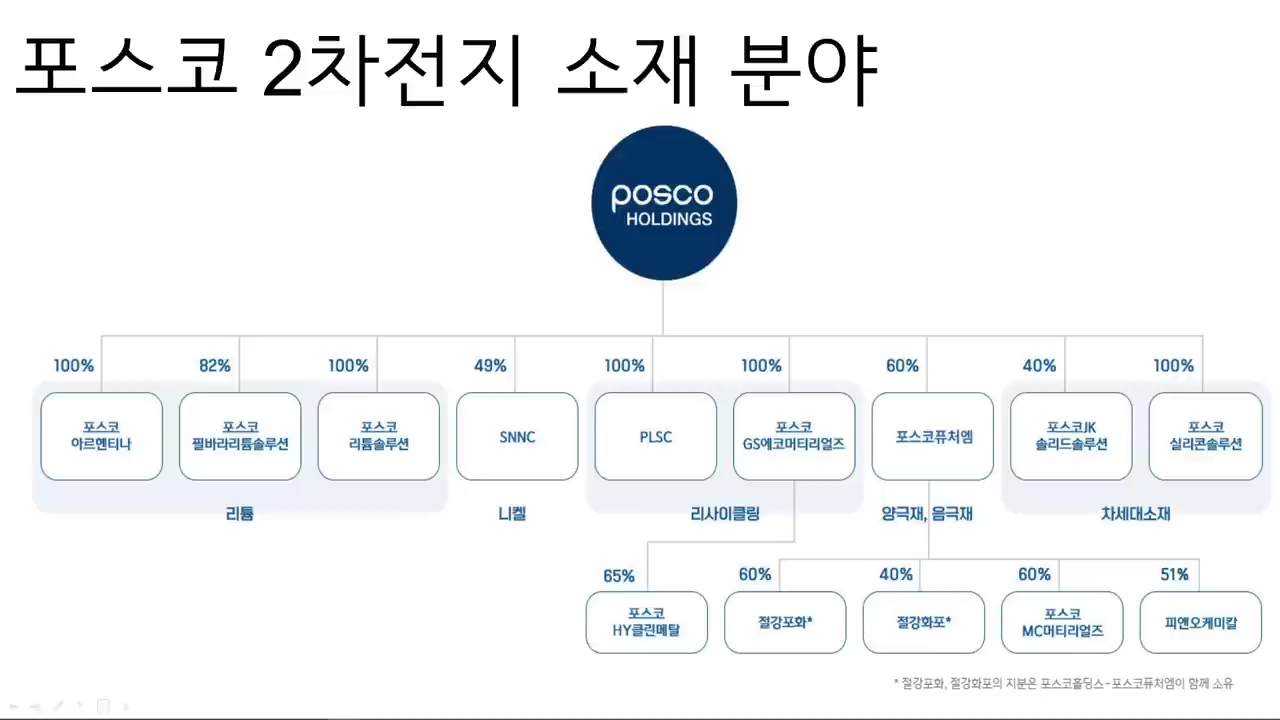 포스코 2차전지 소재 분야
posco
HOLDINGS
100%
82%
100%
49%
100%
100%
60%
40%
100%
포스코
아르헨티나
포스코
필바라리튬솔루션
포스코
리튬솔루션
SNNC
PLSC
포스코
GS에코머티리얼즈
포스코퓨처엠
포스코JK
솔리드솔루션
포스코
실리콘솔루션
리튬
니켈
리사이클링
양극재, 음극재
차세대소재
65%
60%
40%
60%
51%
포스코
HY클린메탈
절강포화*
절강화포*
포스코
MC머티리얼즈
피앤오케미칼
* 절강포화, 절강화포의 지분은 포스코홀딩스-포스코퓨처엠이 함께 소유